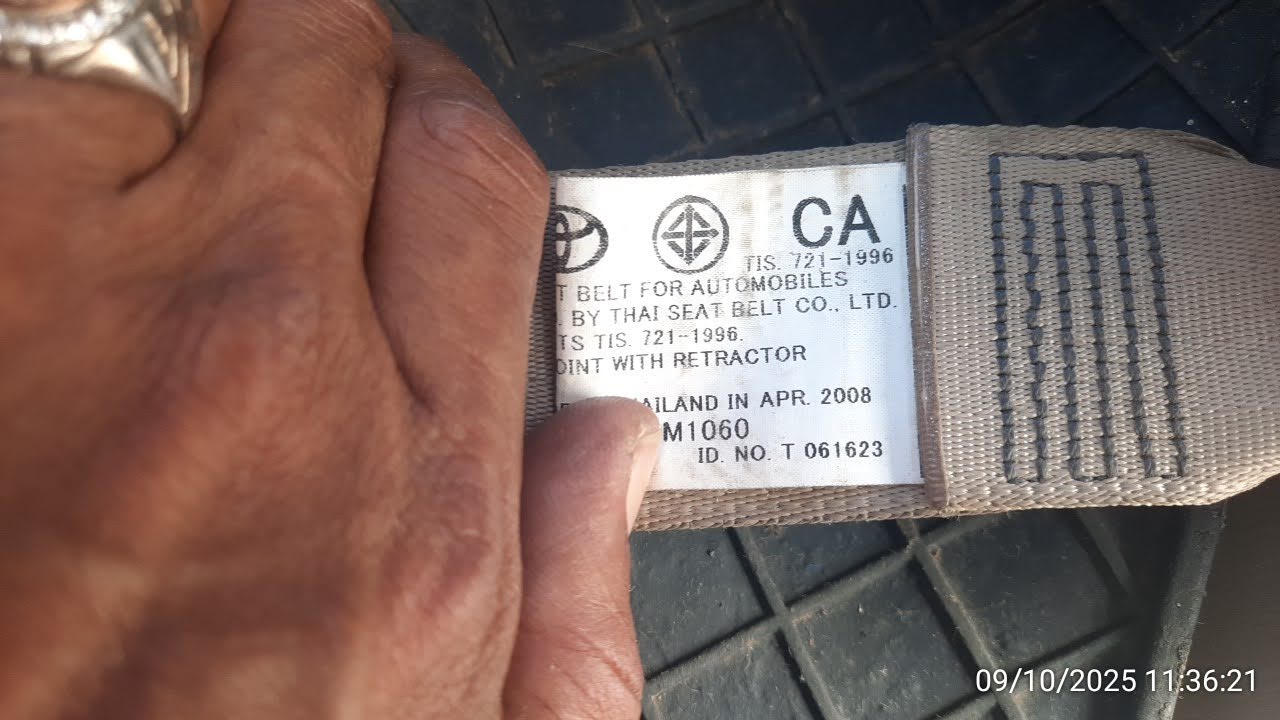 CA
TIS. 721-1996
T BELT FOR AUTOMOBILES
. BY THAI SEAT BELT CO., LTD.
TS TIS. 721-1996.
OINT WITH RETRACTOR
AILAND IN APR. 2008
M1060
ID. NO. T 061623
09/10/2025 11:36:21